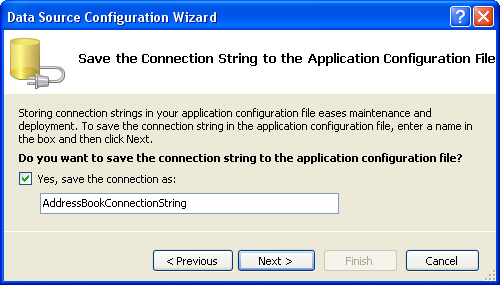 Data Source Configuration Wizard
Save the Connection String to the Application Configuration File
Storing connection strings in your application configuration file eases maintenance and
deployment. To save the connection string in the application configuration file, enter a name in
the box and then click Next.
Do you want to save the connection string to the application configuration file?
Yes, save the connection as:
AddressBookConnectionString
< Previous Next > Finish Cancel